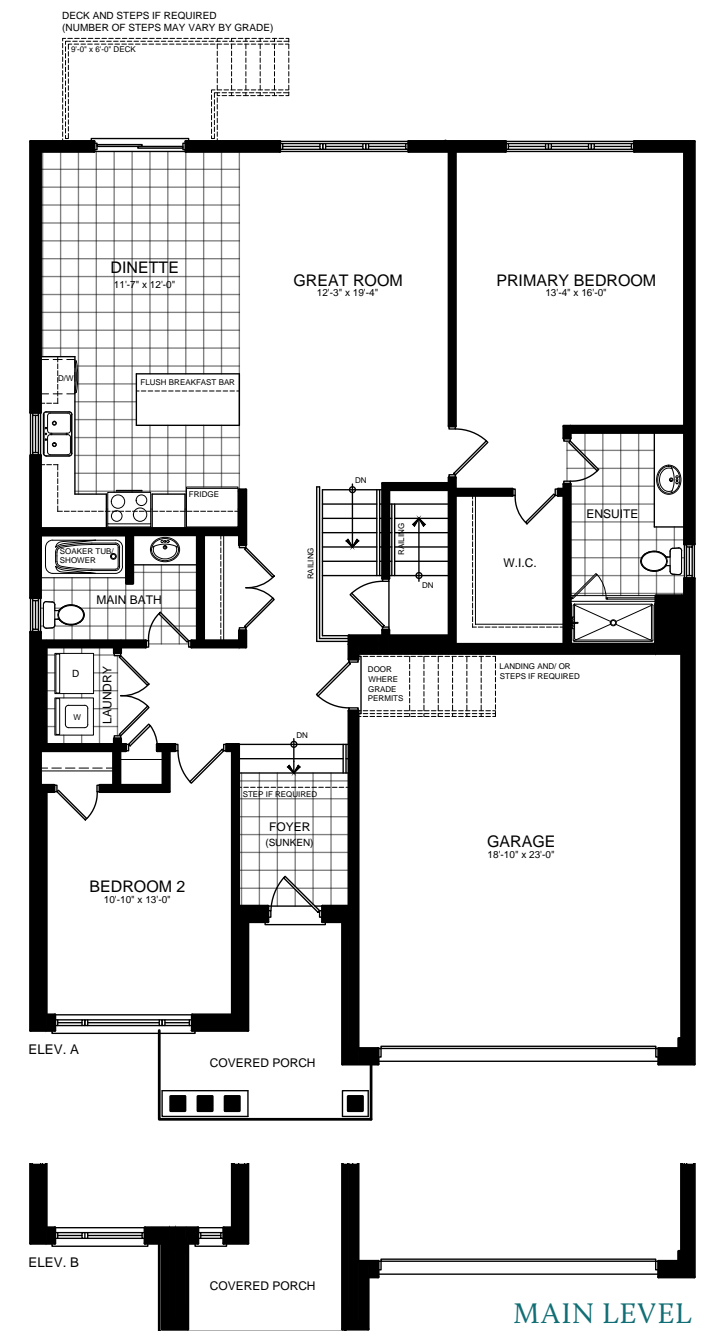 DECK AND STEPS IF REQUIRED
(NUMBER OF STEPS MAY VARY BY GRADE)
9'-0" x 6'-0" DECK
DINETTE
11'-7" x 12'-0"
GREAT ROOM
12'-3" x 19'-4"
PRIMARY BEDROOM
13'-4" x 16'-0"
D/W
FLUSH BREAKFAST BAR
FRIDGE
DN
RAILING
RAILING
DN
ENSUITE
W.I.C.
SOAKER TUB/
SHOWER
MAIN BATH
D
W
LAUNDRY
DOOR
WHERE
GRADE
PERMITS
LANDING AND/ OR
STEPS IF REQUIRED
DN
STEP IF REQUIRED
FOYER
(SUNKEN)
GARAGE
18'-10" x 23'-0"
BEDROOM 2
10'-10" x 13'-0"
ELEV. A
COVERED PORCH
ELEV. B
COVERED PORCH
MAIN LEVEL